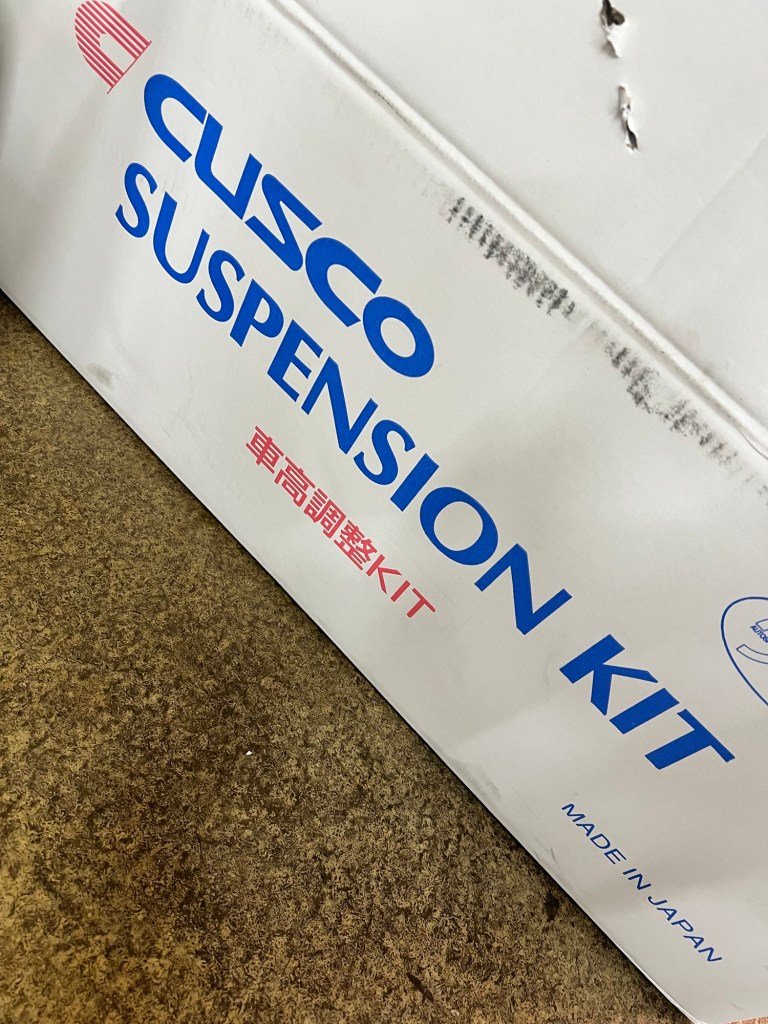 CUSCO
SUSPENSION KIT
車高調整KIT
MADE IN JAPAN